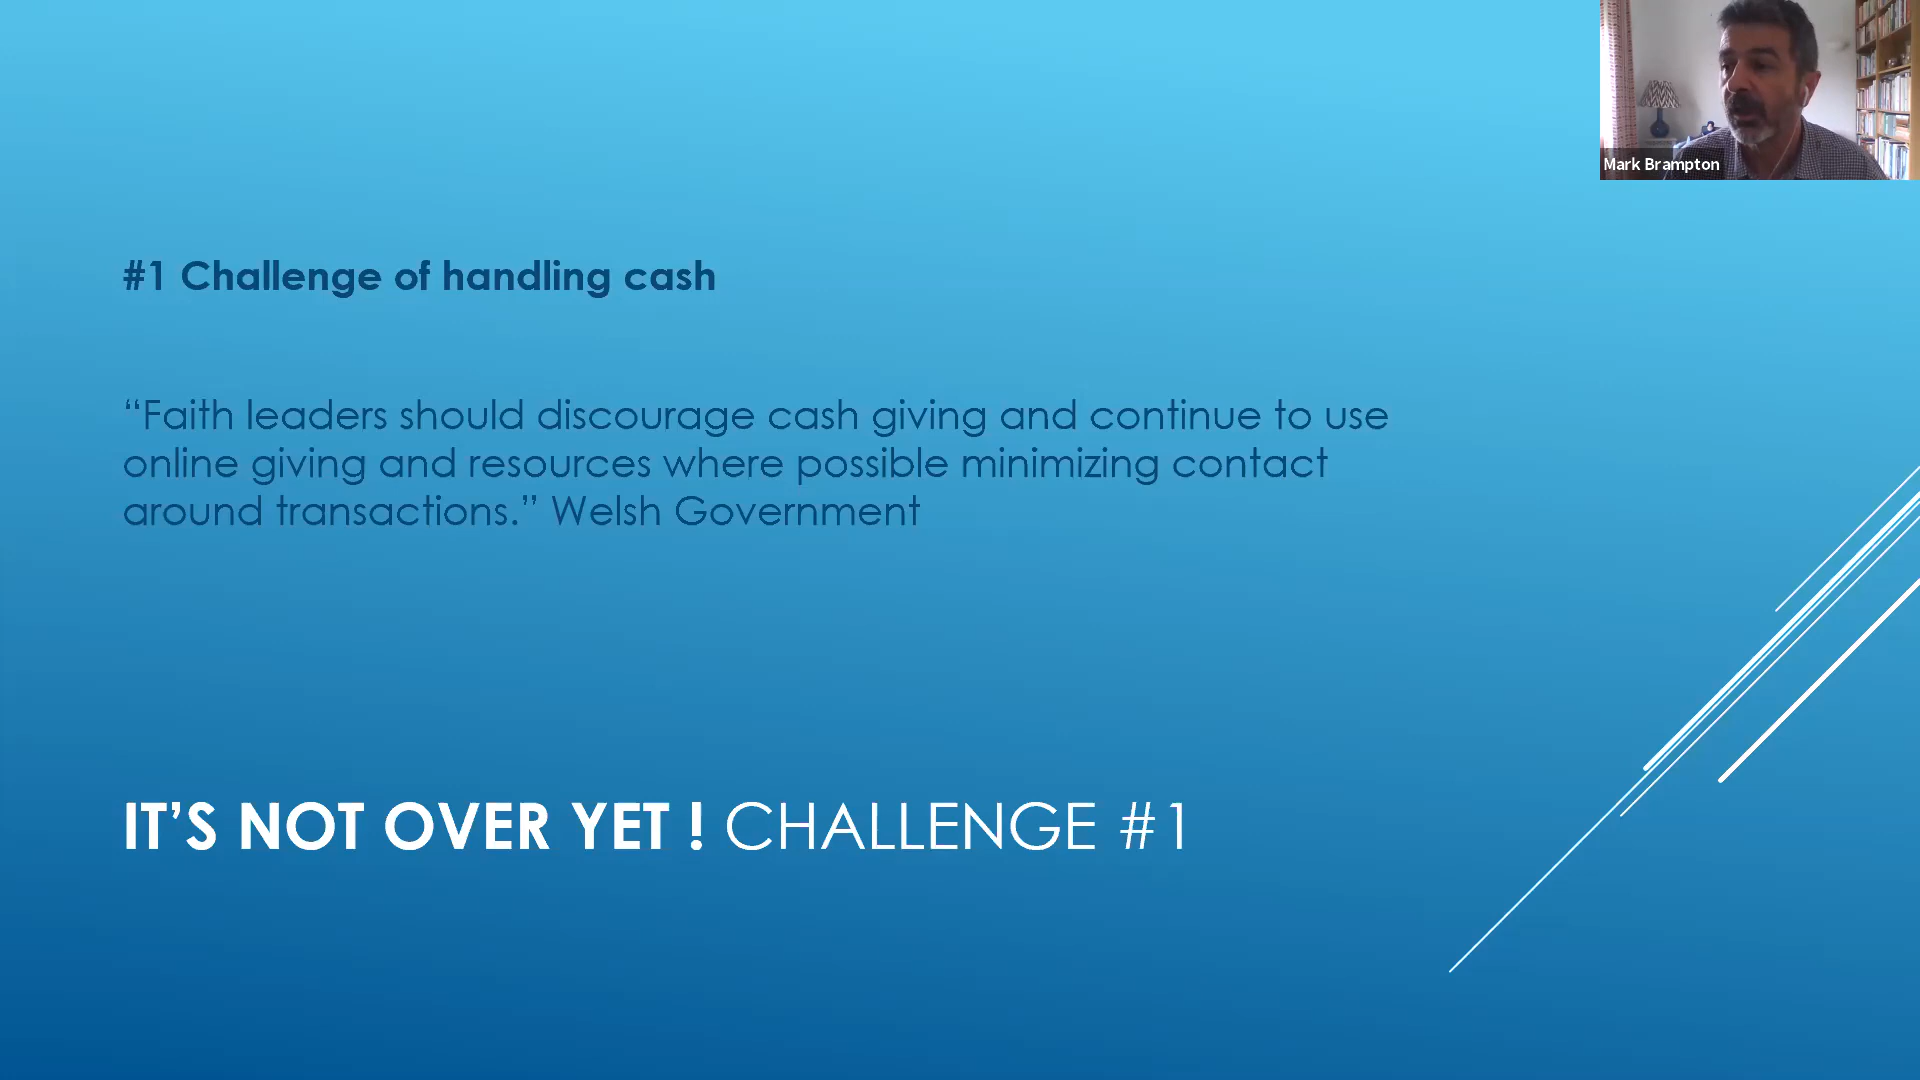 Mark Brampton
#1 Challenge of handling cash
“Faith leaders should discourage cash giving and continue to use
online giving and resources where possible minimizing contact
around transactions.” Welsh Government
IT’S NOT OVER YET ! CHALLENGE #1